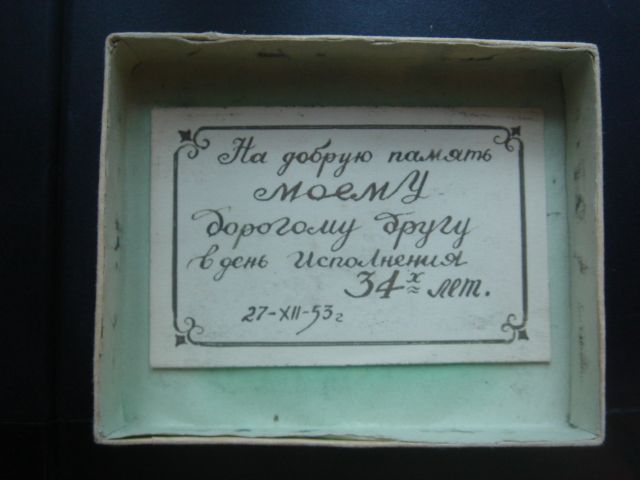 На добрую память
моему
дорогому другу
в день Исполнения
34х лет.
27-XII-53г